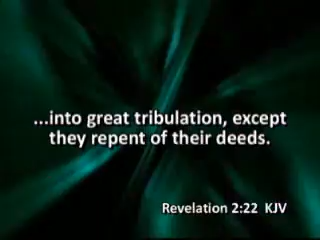 ...into great tribulation, except
they repent of their deeds.
Revelation 2:22 KJV